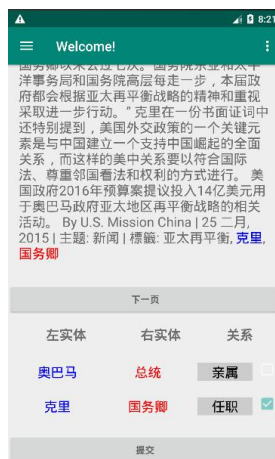 8:21
Welcome!
国务卿以来去过七次。国务院东亚和太平
洋事务局和国务院高层每走一步，本届政
府都会根据亚太再平衡战略的精神和重视
采取进一步行动。” 克里在一份书面证词中
还特别提到，美国外交政策的一个关键元
素是与中国建立一个支持中国崛起的全面
关系，而这样的美中关系要以符合国际
法、尊重邻国看法和权利的方式进行。 美
国政府2016年预算案提议投入14亿美元用
于奥巴马政府亚太地区再平衡战略的相关
活动。 By U.S. Mission China | 25 二月,
2015 | 主题: 新闻 | 標籤: 亚太再平衡, 克里,
国务卿
下一页
左实体 右实体 关系
奥巴马 总统 亲属
克里 国务卿 任职
提交